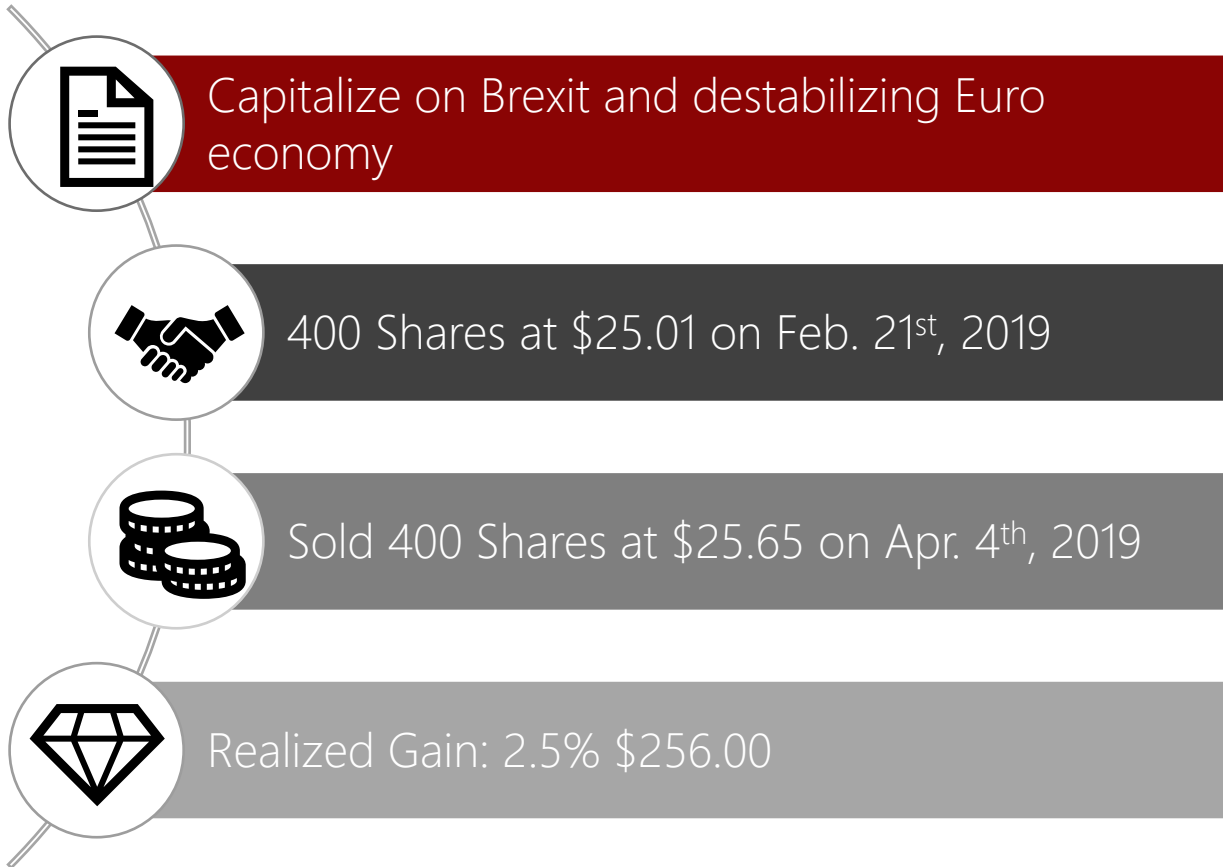 Capitalize on Brexit and destabilizing Euro
economy
400 Shares at $25.01 on Feb. 21st, 2019
Sold 400 Shares at $25.65 on Apr. 4th, 2019
Realized Gain: 2.5% $256.00